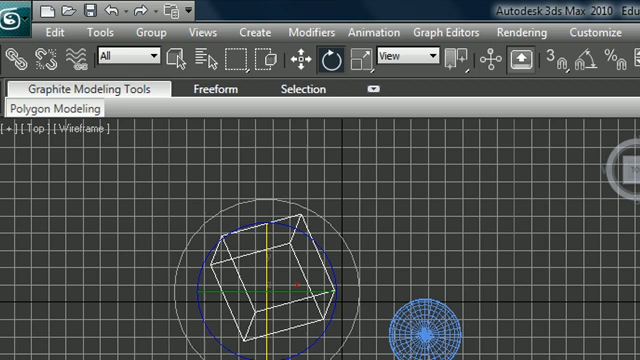 Autodesk 3ds Max 2010 Edu
Edit Tools Group Views Create Modifiers Animation Graph Editors Rendering Customize
All View 3
Graphite Modeling Tools Freeform Selection
Polygon Modeling
[ + ] [ Top ] [ Wireframe ]